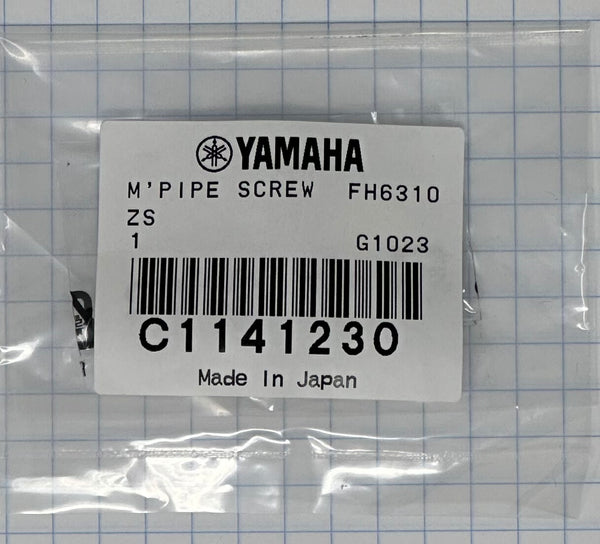 YAMAHA
M'PIPE SCREW FH6310
ZS
1 G1023
C1141230
Made In Japan